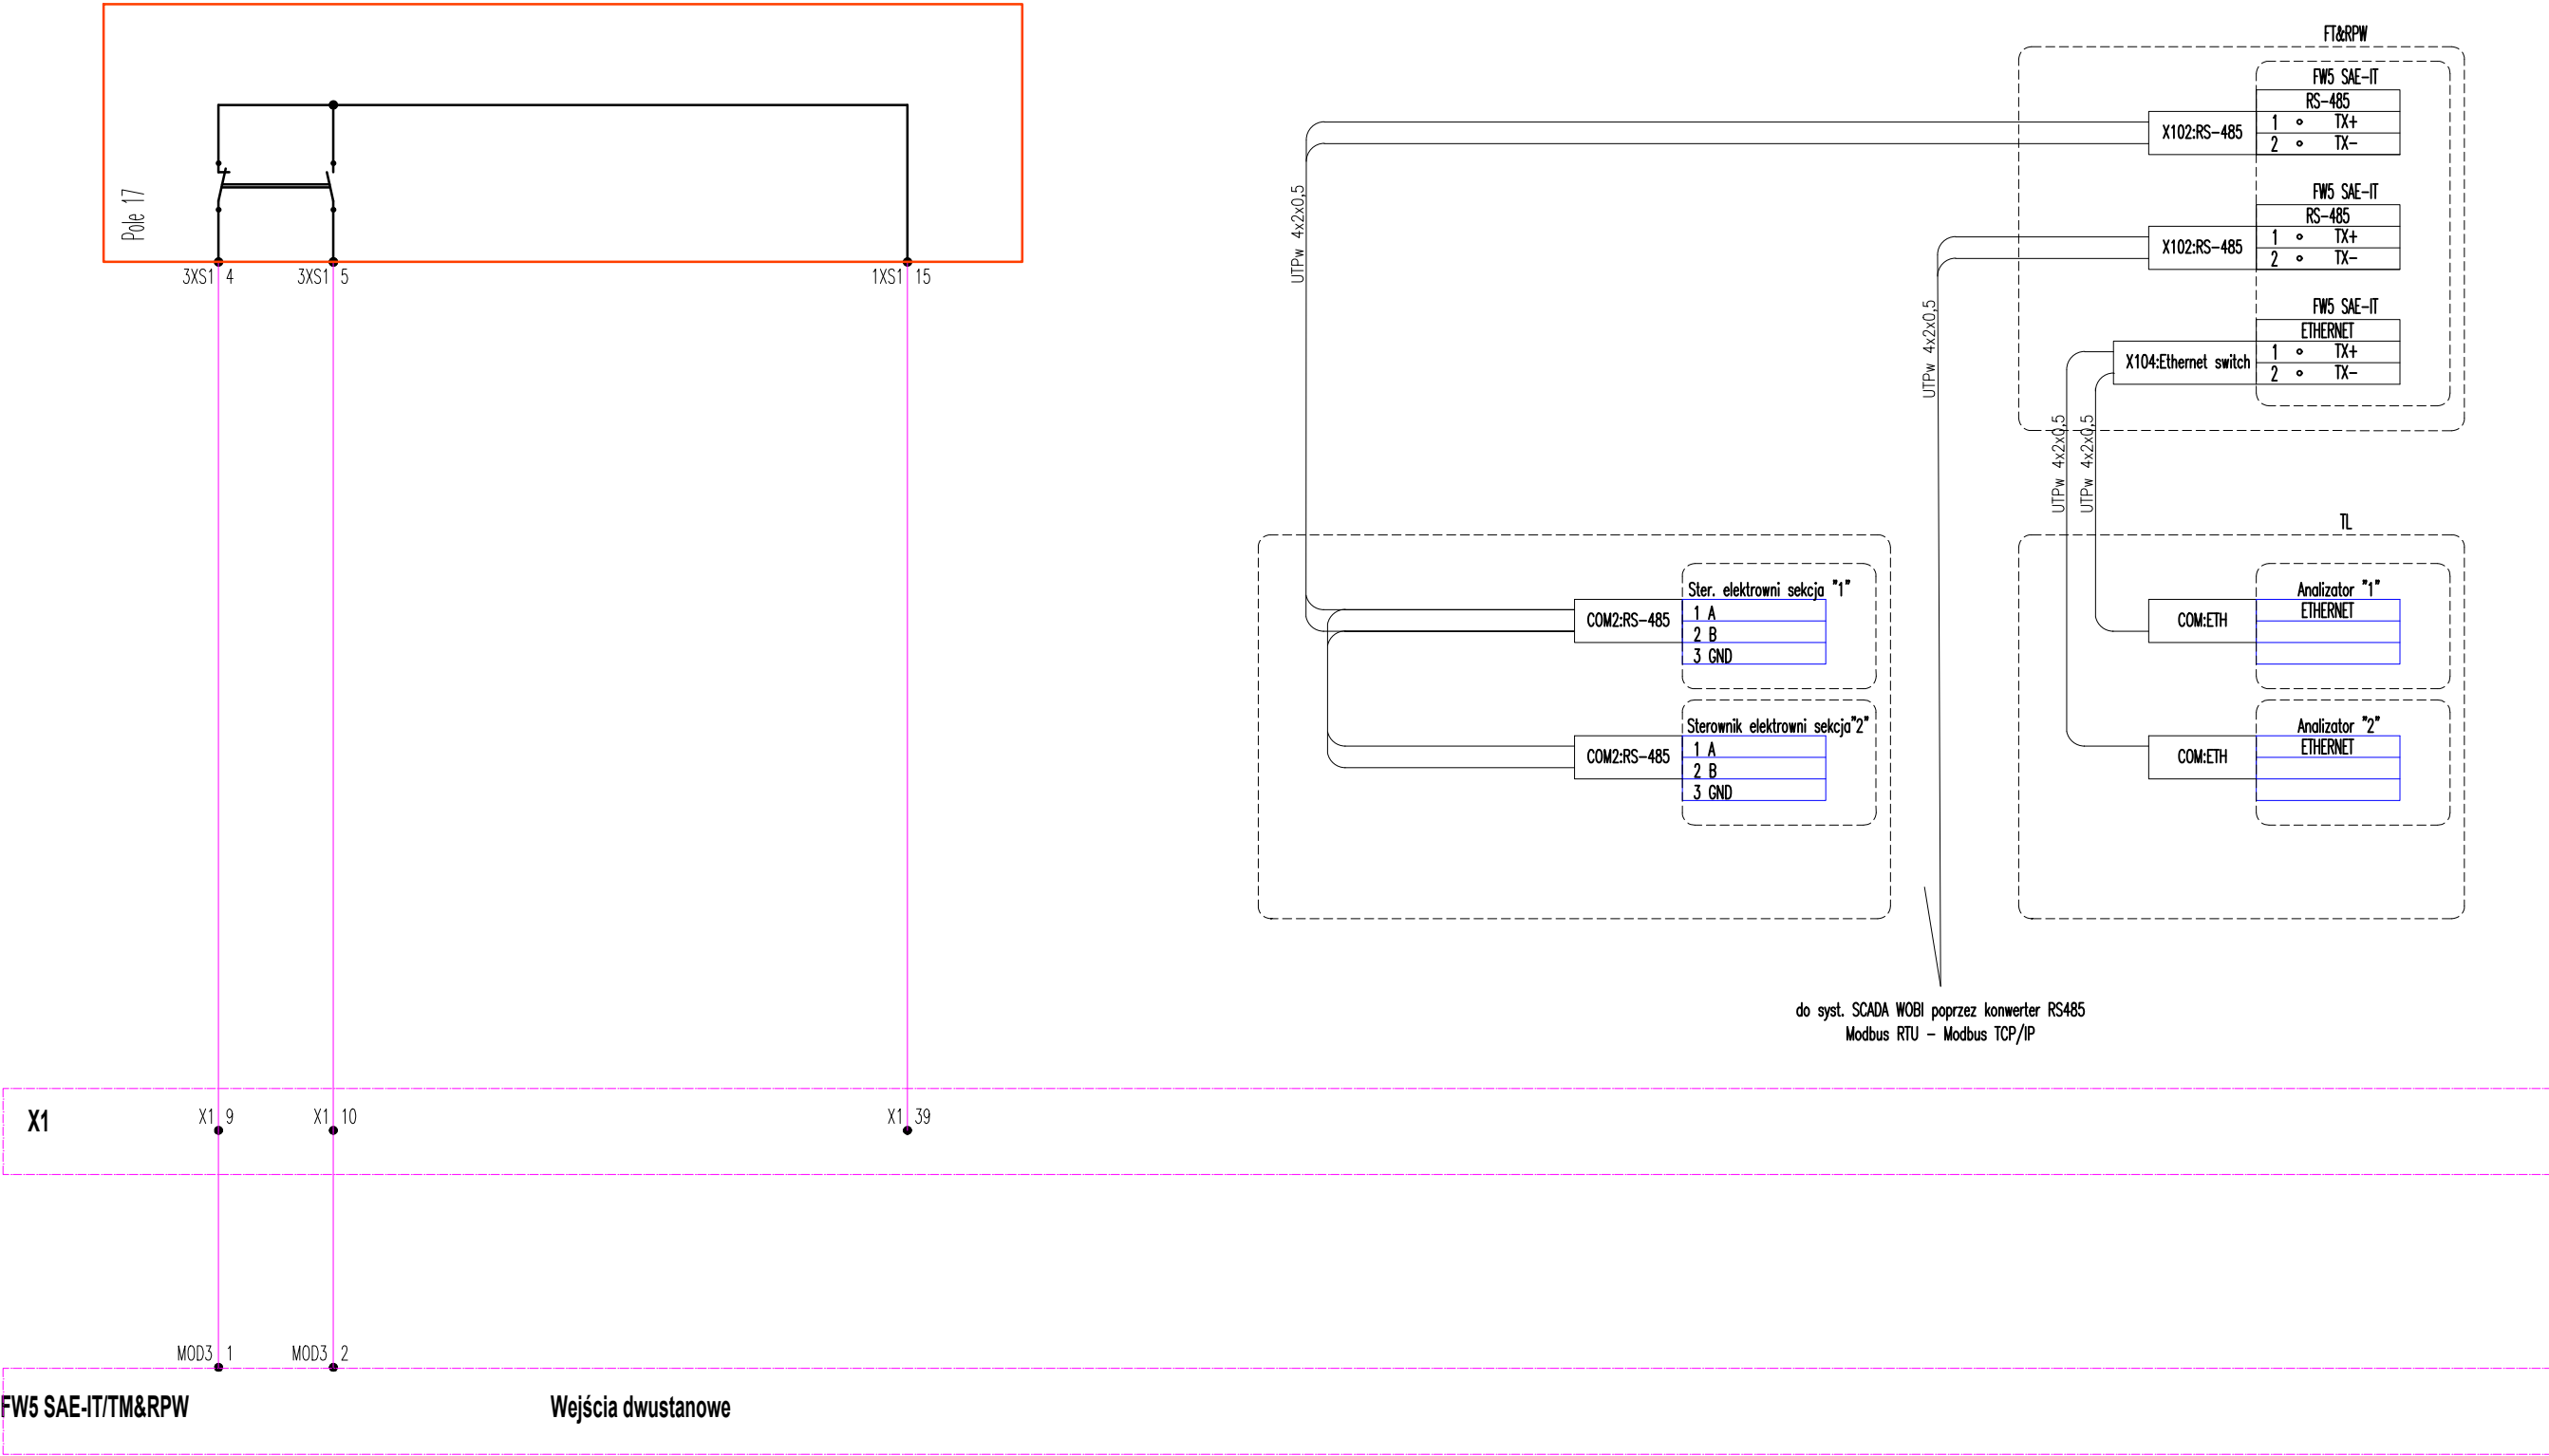 Pole 17
3XS1 4
3XS1 5
1XS1 15
FT&RPW
FW5 SAE-IT
RS-485
X102:RS-485
1 TX+
2 TX-
FW5 SAE-IT
RS-485
X102:RS-485
1 TX+
2 TX-
FW5 SAE-IT
ETHERNET
X104:Ethernet switch
1 TX+
2 TX-
UTPw 4x2x0,5
UTPw 4x2x0,5
UTPw 4x2x0,5
UTPw 4x2x0,5
Ster. elektrowni sekcja "1"
COM2:RS-485
1 A
2 B
3 GND
Sterownik elektrowni sekcja"2"
COM2:RS-485
1 A
2 B
3 GND
TL
Analizator "1"
ETHERNET
COM:ETH
Analizator "2"
ETHERNET
COM:ETH
do syst. SCADA WOBI poprzez konwerter RS485
Modbus RTU - Modbus TCP/IP
X1
X1 9
X1 10
X1 39
MOD3 1
MOD3 2
FW5 SAE-IT/TM&RPW
Wejścia dwustanowe